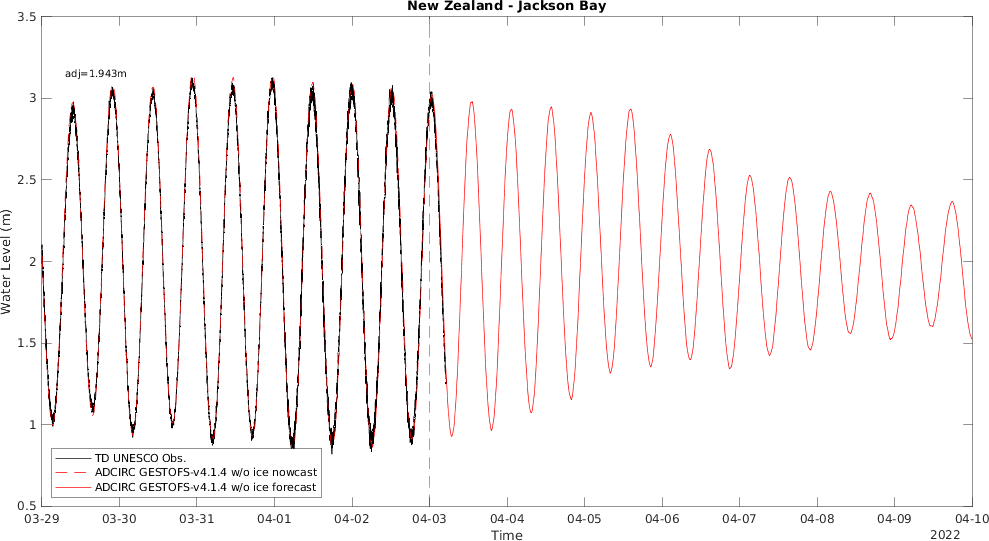 New Zealand - Jackson Bay
3.5
adj=1.943m
3
2.5
Water Level (m)
2
1.5
1
TD UNESCO Obs.
ADCIRC GESTOFS-v4.1.4 w/o ice nowcast
ADCIRC GESTOFS-v4.1.4 w/o ice forecast
0.5
03-29 03-30 03-31 04-01 04-02 04-03 04-04 04-05 04-06 04-07 04-08 04-09 04-10
Time
2022